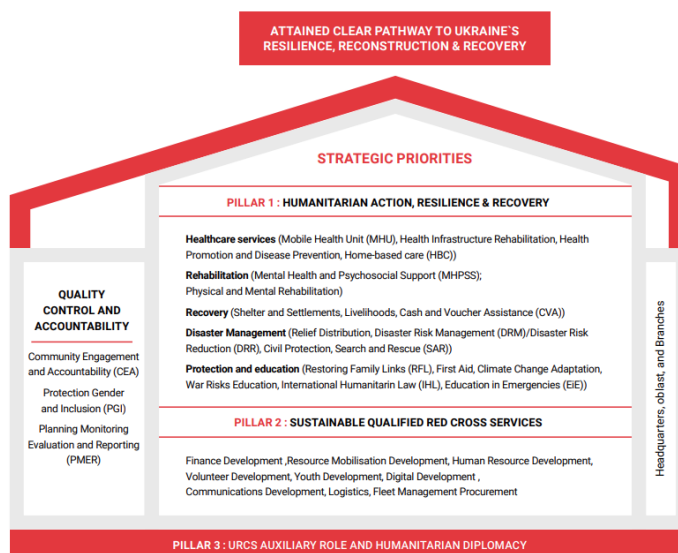 ATTAINED CLEAR PATHWAY TO UKRAINE`S
RESILIENCE, RECONSTRUCTION & RECOVERY
STRATEGIC PRIORITIES
PILLAR 1 : HUMANITARIAN ACTION, RESILIENCE & RECOVERY
Healthcare services (Mobile Health Unit (MHU), Health Infrastructure Rehabilitation, Health
Promotion and Disease Prevention, Home-based care (HBC))
Rehabilitation (Mental Health and Psychosocial Support (MHPSS);
Physical and Mental Rehabilitation)
Recovery (Shelter and Settlements, Livelihoods, Cash and Voucher Assistance (CVA))
Disaster Management (Relief Distribution, Disaster Risk Management (DRM)/Disaster Risk
Reduction (DRR), Civil Protection, Search and Rescue (SAR))
Protection and education (Restoring Family Links (RFL), First Aid, Climate Change Adaptation,
War Risks Education, International Humanitarin Law (IHL), Education in Emergencies (EiE))
PILLAR 2 : SUSTAINABLE QUALIFIED RED CROSS SERVICES
Finance Development ,Resource Mobilisation Development, Human Resource Development,
Volunteer Development, Youth Development, Digital Development ,
Communications Development, Logistics, Fleet Management Procurement
QUALITY
CONTROL AND
ACCOUNTABILITY
Community Engagement
and Accountability (CEA)
Protection Gender
and Inclusion (PGI)
Planning Monitoring
Evaluation and Reporting
(PMER)
Headquarters, oblast, and Branches
PILLAR 3 : URCS AUXILIARY ROLE AND HUMANITARIAN DIPLOMACY